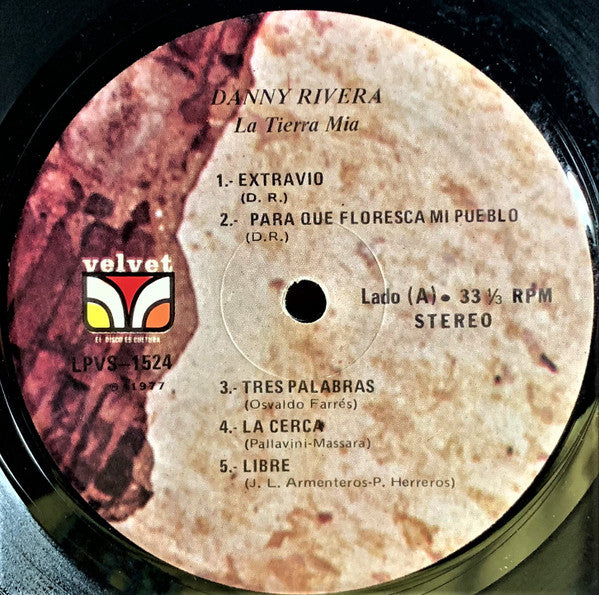 DANNY RIVERA
La Tierra Mia
1.- EXTRAVIO
(D. R.)
2.- PARA QUE FLORESCA MI PUEBLO
(D.R.)
velvet
EL DISCO ES CULTURA
LPVS-1524
℗ 1977
Lado (A) • 33 1/3 RPM
STEREO
3.- TRES PALABRAS
(Osvaldo Farrés)
4.- LA CERCA
(Pallavini-Massara)
5.- LIBRE
(J. L. Armenteros-P. Herreros)